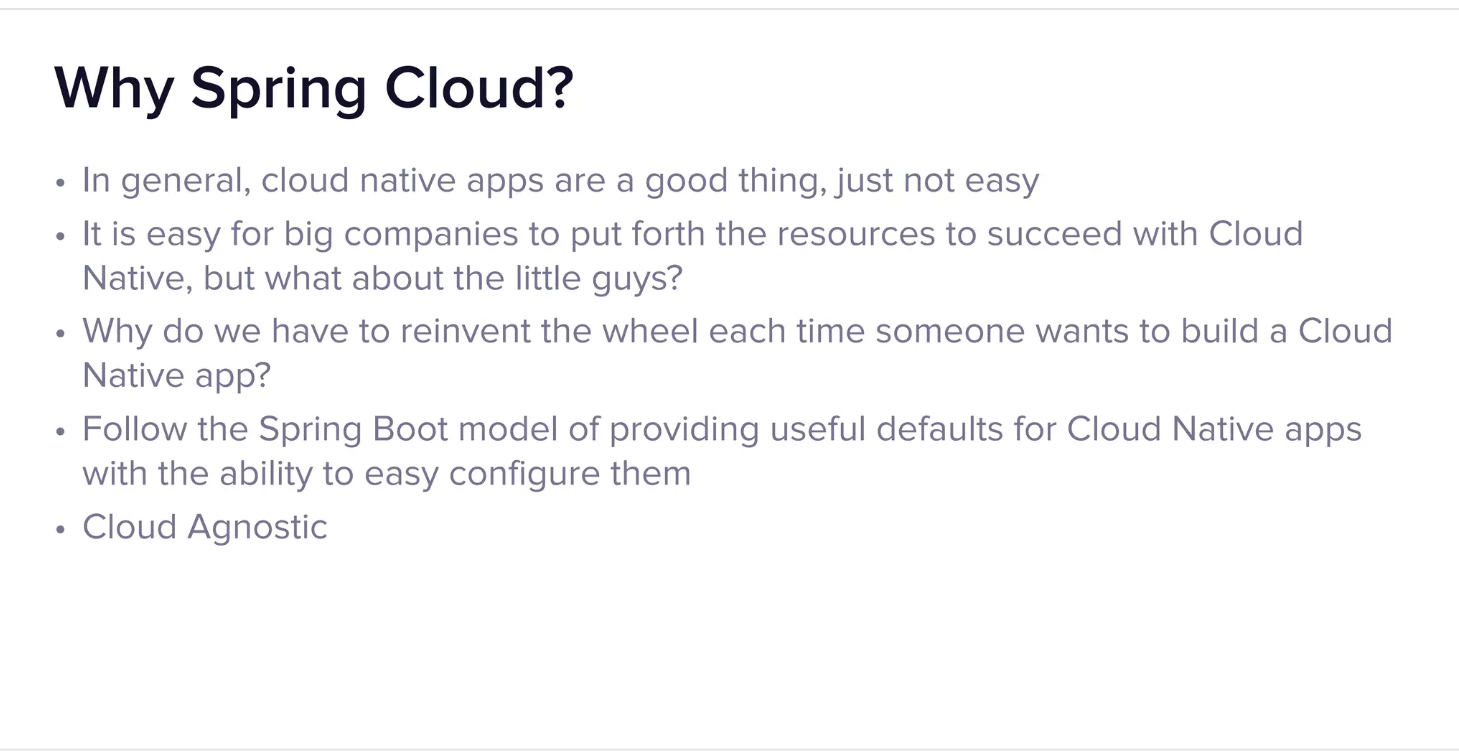 Why Spring Cloud?
• In general, cloud native apps are a good thing, just not easy
• It is easy for big companies to put forth the resources to succeed with Cloud
Native, but what about the little guys?
• Why do we have to reinvent the wheel each time someone wants to build a Cloud
Native app?
• Follow the Spring Boot model of providing useful defaults for Cloud Native apps
with the ability to easy configure them
• Cloud Agnostic